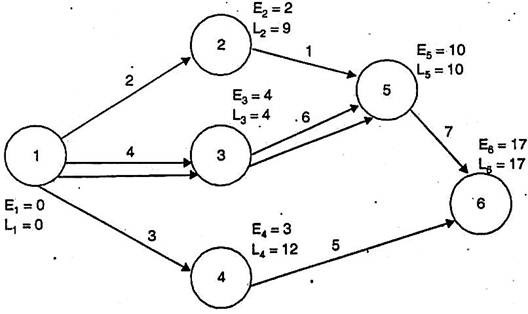 E2 = 2
L2 = 9
2
1
2
E5 = 10
L5 = 10
5
E3 = 4
L3 = 4
6
7
1
4
3
E6 = 17
L6 = 17
E1 = 0
L1 = 0
6
3
E4 = 3
L4 = 12
5
4